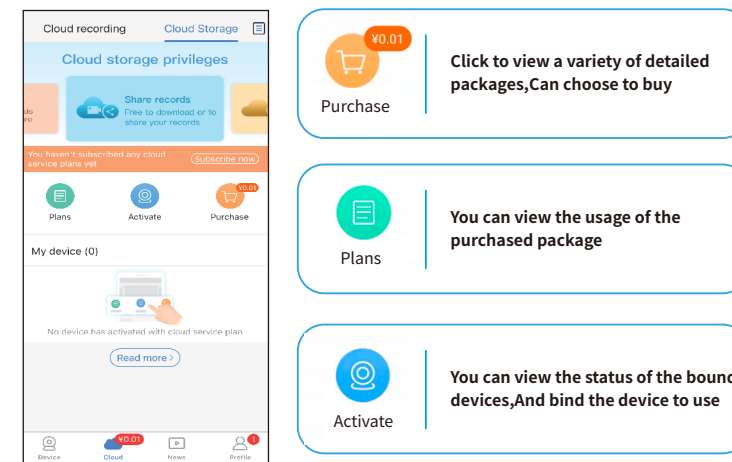 Cloud recording
Cloud Storage
Cloud storage privileges
Share records
Free to download or to
share your records
You haven't subscribed any cloud
service plans yet
Subscribe now
¥0.01
Plans
Activate
Purchase
My device (0)
No device has activated with cloud service plan
Read more >
¥0.01
1
Device
Cloud
News
Profile
¥0.01
Purchase
Click to view a variety of detailed
packages,Can choose to buy
Plans
You can view the usage of the
purchased package
Activate
You can view the status of the bound
devices,And bind the device to use